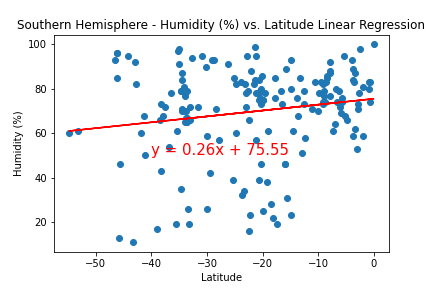 Southern Hemisphere - Humidity (%) vs. Latitude Linear Regression
100
80
60
40
20
Humidity (%)
y = 0.26x + 75.55
−50
−40
−30
−20
−10
0
Latitude